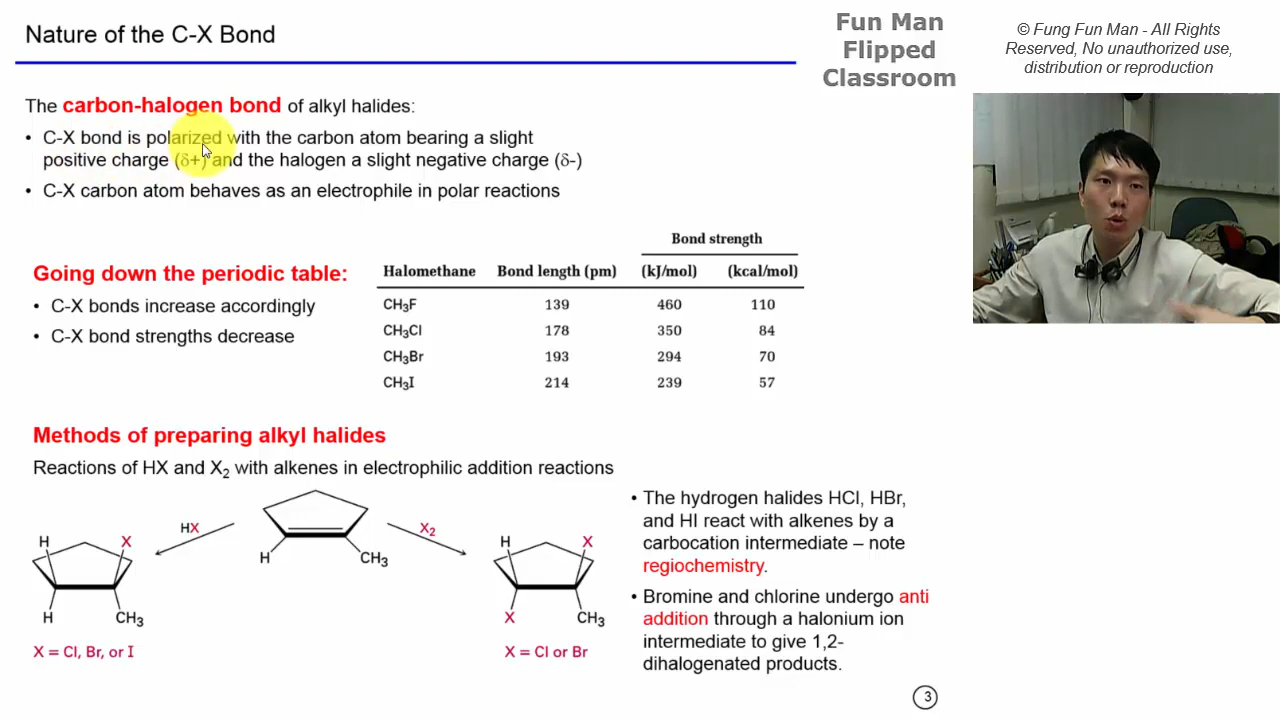 Nature of the C-X Bond
Fun Man
Flipped
Classroom
© Fung Fun Man - All Rights
Reserved, No unauthorized use,
distribution or reproduction
The carbon-halogen bond of alkyl halides:
• C-X bond is polarized with the carbon atom bearing a slight
positive charge (δ+) and the halogen a slight negative charge (δ-)
• C-X carbon atom behaves as an electrophile in polar reactions
Going down the periodic table:
• C-X bonds increase accordingly
• C-X bond strengths decrease
Bond strength
Halomethane Bond length (pm) (kJ/mol) (kcal/mol)
CH₃F 139 460 110
CH₃Cl 178 350 84
CH₃Br 193 294 70
CH₃I 214 239 57
Methods of preparing alkyl halides
Reactions of HX and X₂ with alkenes in electrophilic addition reactions
H X
H CH₃
X = Cl, Br, or I
HX
H CH₃
X₂
H X
X CH₃
X = Cl or Br
• The hydrogen halides HCl, HBr,
and HI react with alkenes by a
carbocation intermediate – note
regiochemistry.
• Bromine and chlorine undergo anti
addition through a halonium ion
intermediate to give 1,2-
dihalogenated products.
3